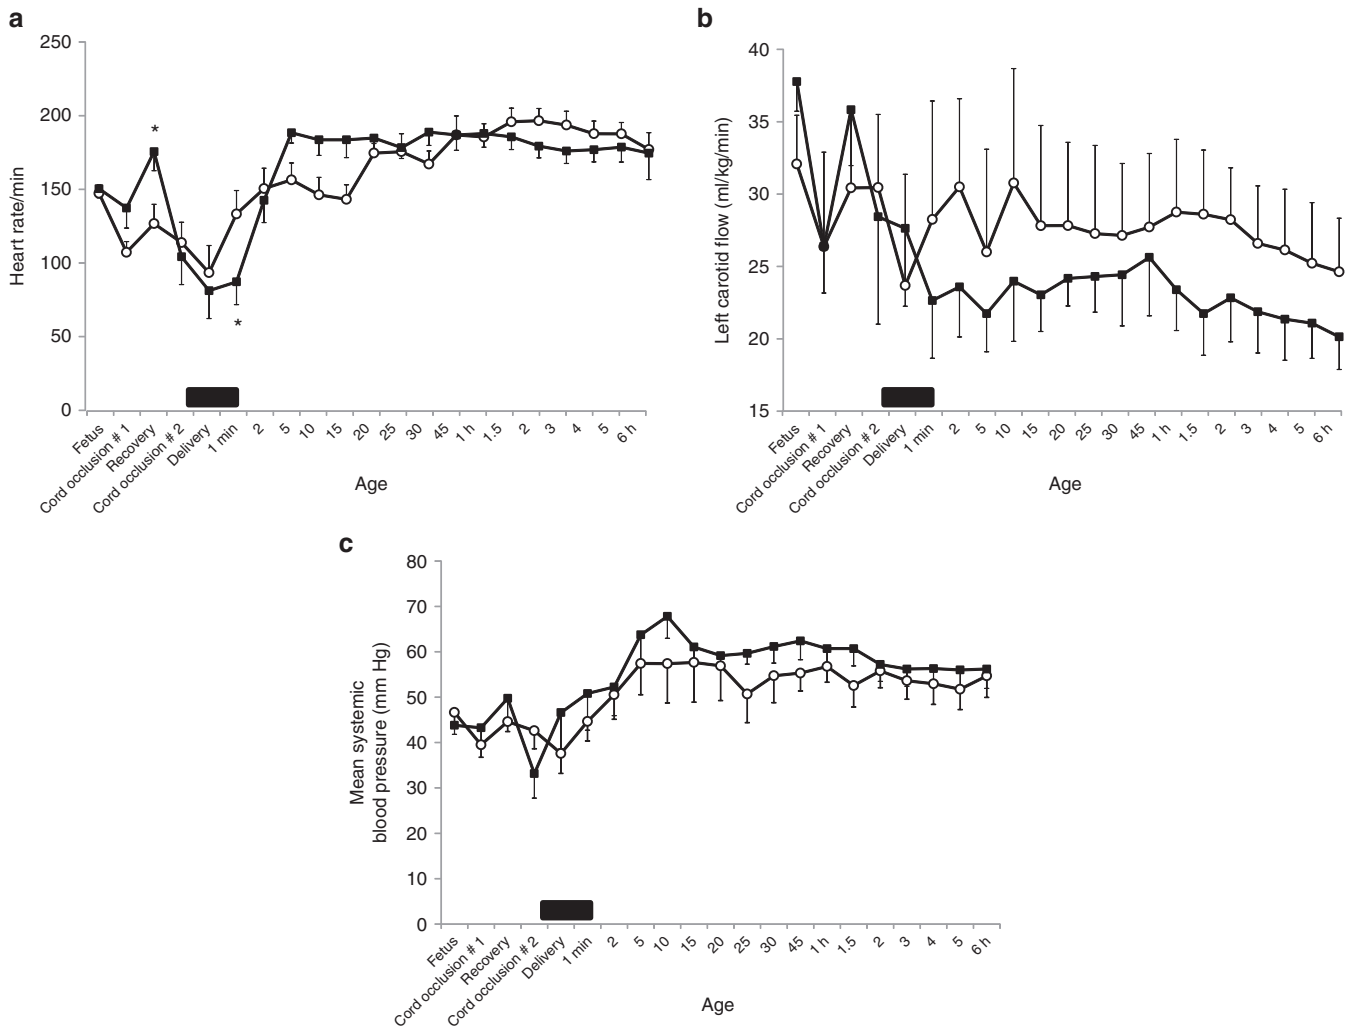 a
250
200
150
100
50
0
Heart rate/min
*
*
Fetus
Cord occlusion # 1
Recovery
Cord occlusion # 2
Delivery
1 min
2
5
10
15
20
25
30
45
1 h
1.5
2
3
4
5
6 h
Age
b
40
35
30
25
20
15
Left carotid flow (ml/kg/min)
Fetus
Cord occlusion # 1
Recovery
Cord occlusion # 2
Delivery
1 min
2
5
10
15
20
25
30
45
1 h
1.5
2
3
4
5
6 h
Age
c
80
70
60
50
40
30
20
10
0
Mean systemic
blood pressure (mm Hg)
Fetus
Cord occlusion # 1
Recovery
Cord occlusion # 2
Delivery
1 min
2
5
10
15
20
25
30
45
1 h
1.5
2
3
4
5
6 h
Age